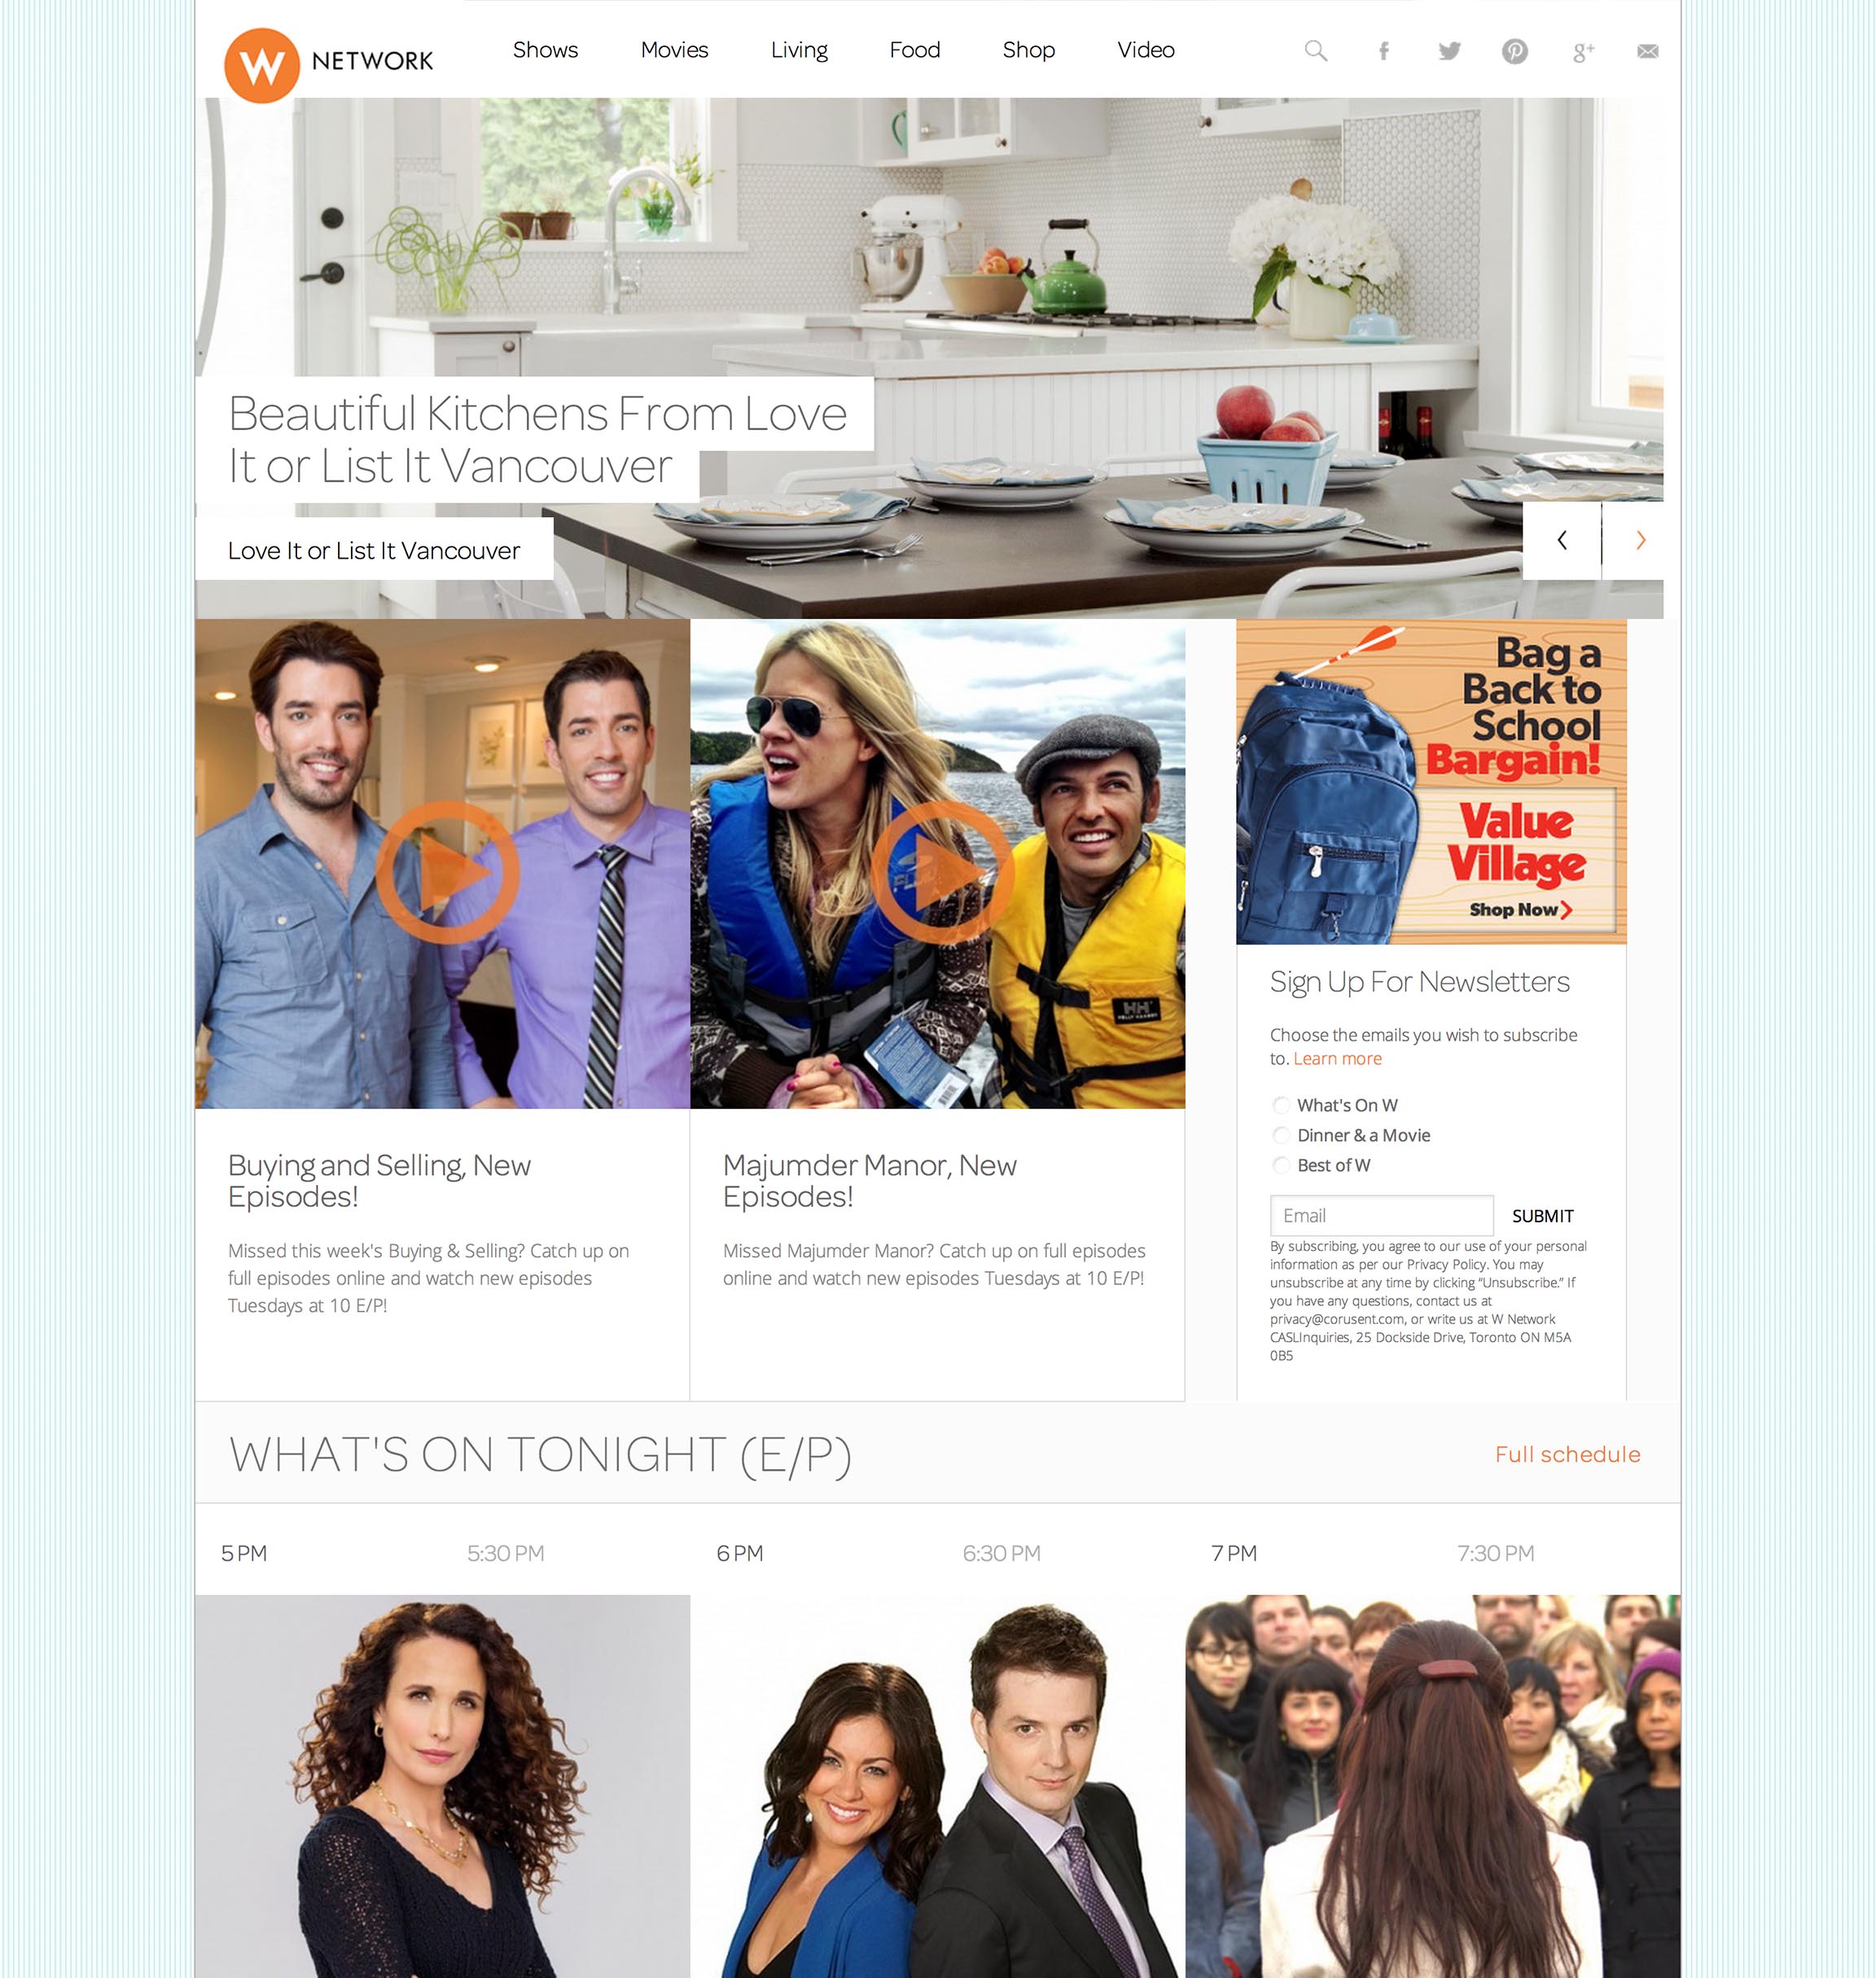 W NETWORK
Shows Movies Living Food Shop Video
Beautiful Kitchens From Love
It or List It Vancouver
Love It or List It Vancouver
Bag a
Back to
School
Bargain!
Value
Village
Shop Now
HH
HELLY HANSEN
Buying and Selling, New
Episodes!
Missed this week's Buying & Selling? Catch up on
full episodes online and watch new episodes
Tuesdays at 10 E/P!
Majumder Manor, New
Episodes!
Missed Majumder Manor? Catch up on full episodes
online and watch new episodes Tuesdays at 10 E/P!
Sign Up For Newsletters
Choose the emails you wish to subscribe
to. Learn more
What's On W
Dinner & a Movie
Best of W
Email SUBMIT
By subscribing, you agree to our use of your personal
information as per our Privacy Policy. You may
unsubscribe at any time by clicking “Unsubscribe.” If
you have any questions, contact us at
privacy@corusent.com, or write us at W Network
CASLInquiries, 25 Dockside Drive, Toronto ON M5A
0B5
WHAT'S ON TONIGHT (E/P) Full schedule
5 PM 5:30 PM 6 PM 6:30 PM 7 PM 7:30 PM